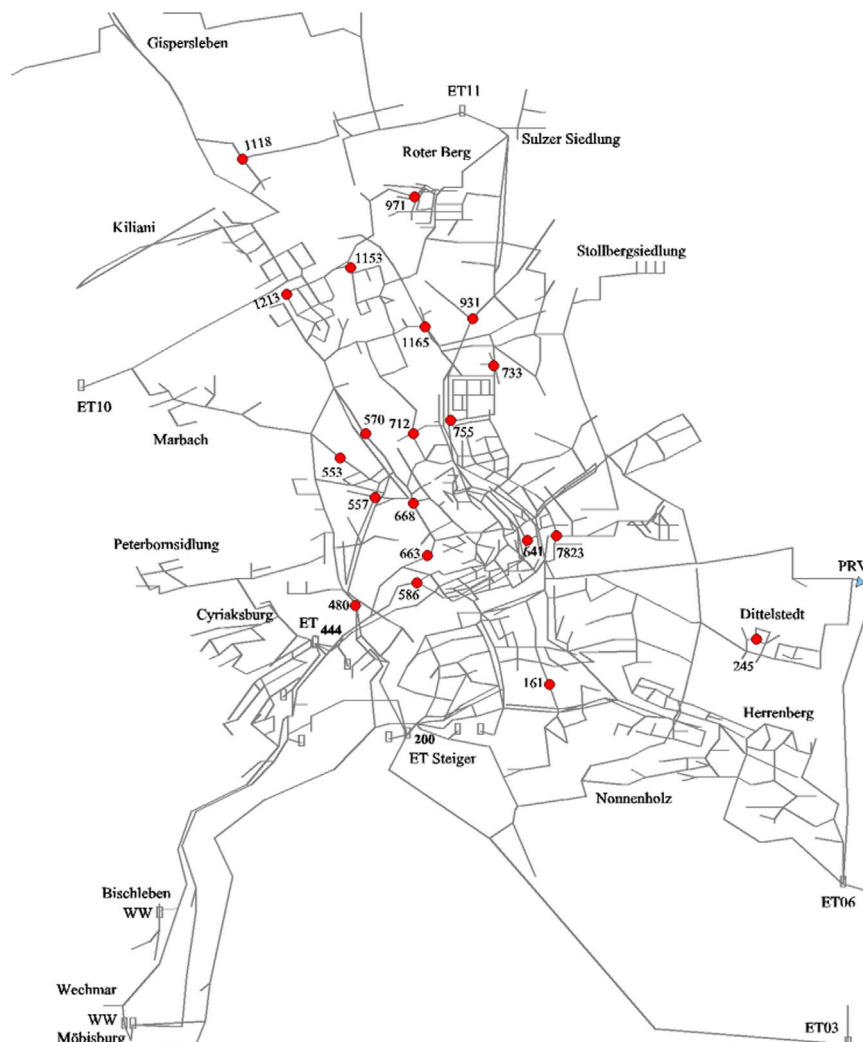 Gispersleben
ET11
Sulzer Siedlung
1118
Roter Berg
971
Kiliani
Stollbergsiedlung
1153
1213
931
1165
733
ET10
Marbach
570
712
755
553
557
668
641
7823
Peterbornsidlung
663
PRV
586
480
Cyriaksburg
ET
444
Dittelstedt
245
161
Herrenberg
200
ET Steiger
Nonnenholz
Bischleben
WW
ET06
Wechmar
WW
Möbisburg
ET03